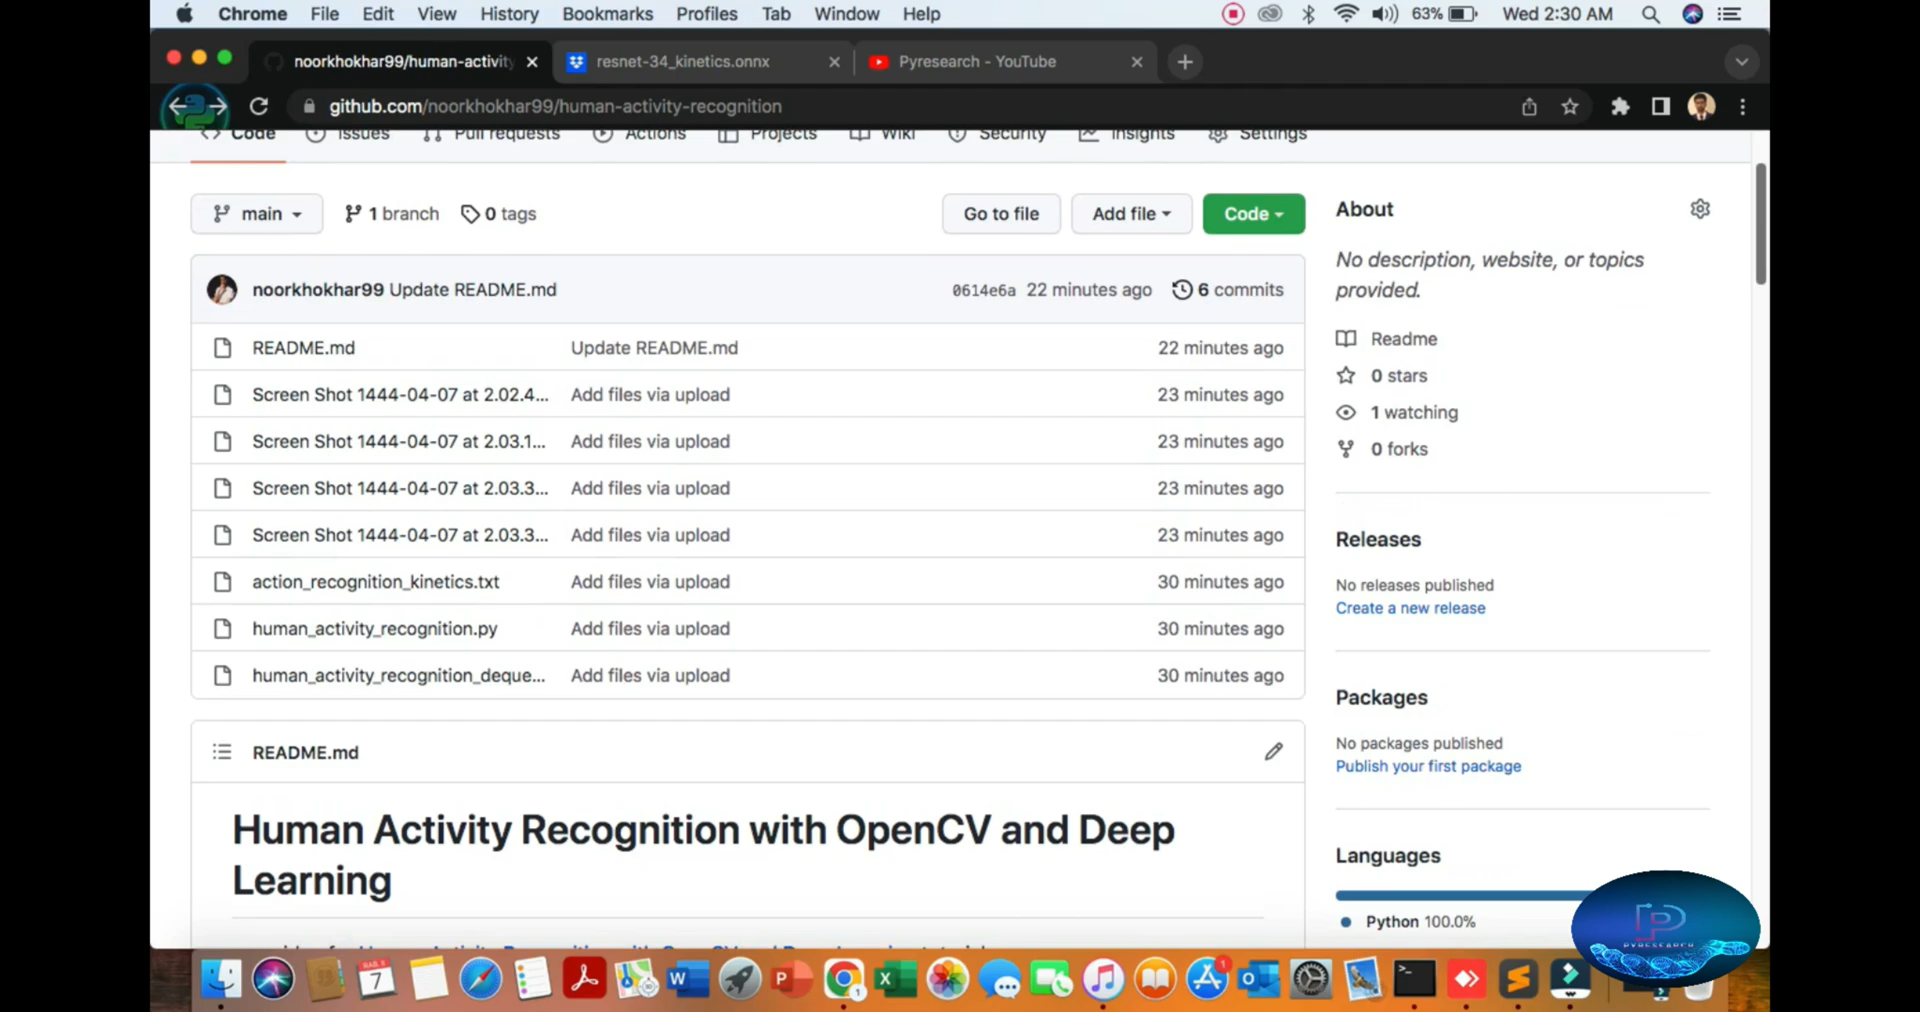 Chrome File Edit View History Bookmarks Profiles Tab Window Help 63% Wed 2:30 AM
noorkhokhar99/human-activity resnet-34_kinetics.onnx Pyresearch - YouTube
github.com/noorkhokhar99/human-activity-recognition
Code Issues Pull requests Actions Projects Wiki Security Insights Settings
main 1 branch 0 tags Go to file Add file Code
noorkhokhar99 Update README.md 0614e6a 22 minutes ago 6 commits
README.md Update README.md 22 minutes ago
Screen Shot 1444-04-07 at 2.02.4... Add files via upload 23 minutes ago
Screen Shot 1444-04-07 at 2.03.1... Add files via upload 23 minutes ago
Screen Shot 1444-04-07 at 2.03.3... Add files via upload 23 minutes ago
Screen Shot 1444-04-07 at 2.03.3... Add files via upload 23 minutes ago
action_recognition_kinetics.txt Add files via upload 30 minutes ago
human_activity_recognition.py Add files via upload 30 minutes ago
human_activity_recognition_deque... Add files via upload 30 minutes ago
README.md
Human Activity Recognition with OpenCV and Deep
Learning
About
No description, website, or topics
provided.
Readme
0 stars
1 watching
0 forks
Releases
No releases published
Create a new release
Packages
No packages published
Publish your first package
Languages
Python 100.0%
PYRESEARCH
7
1